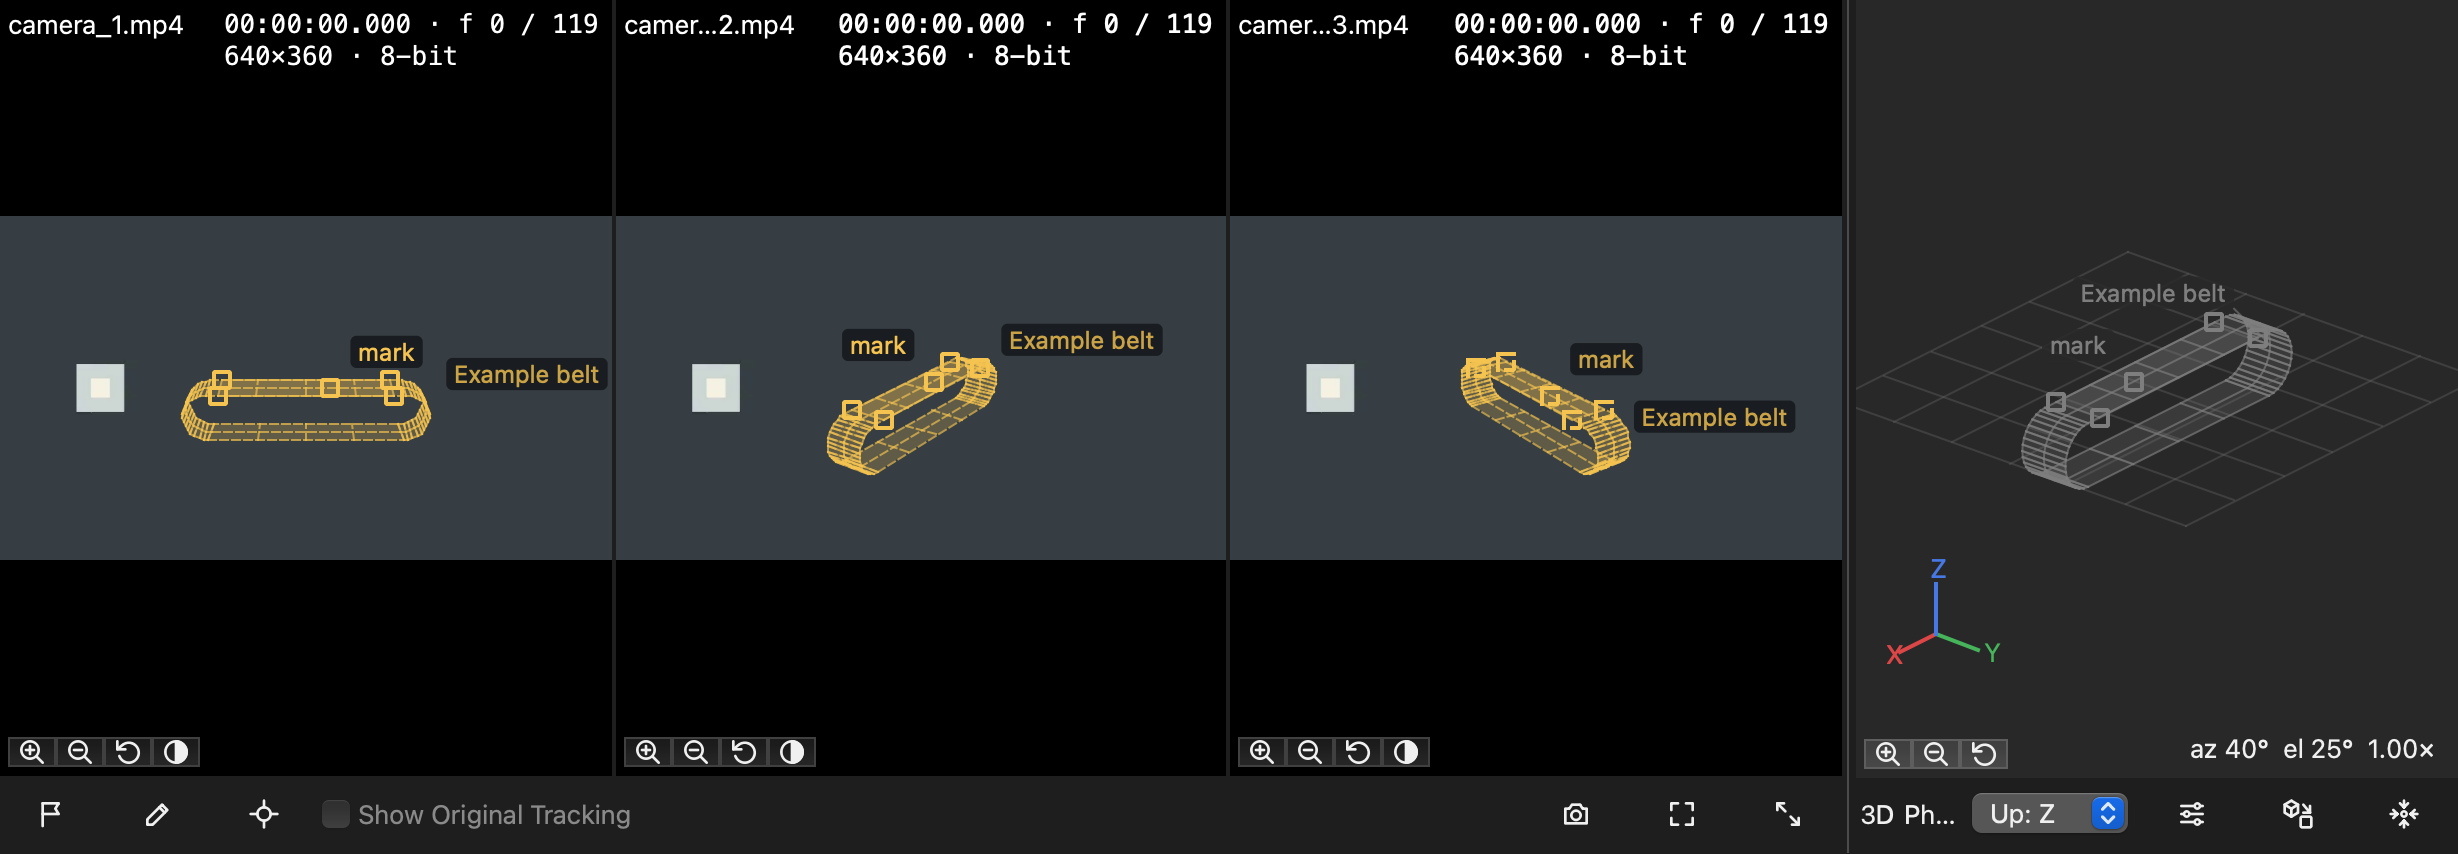 camera_1.mp4
00:00:00.000 · f 0 / 119
640×360 · 8-bit
camer...2.mp4
00:00:00.000 · f 0 / 119
640×360 · 8-bit
camer...3.mp4
00:00:00.000 · f 0 / 119
640×360 · 8-bit
mark
Example belt
mark
Example belt
mark
Example belt
Example belt
mark
Z
X
Y
az 40° el 25° 1.00×
Show Original Tracking
3D Ph...
Up: Z